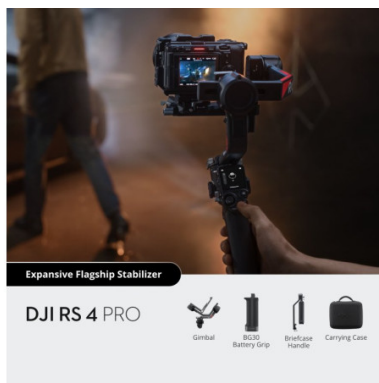 Expansive Flagship Stabilizer
DJI RS 4 PRO
Gimbal
BG30
Battery Grip
Briefcase
Handle
Carrying Case